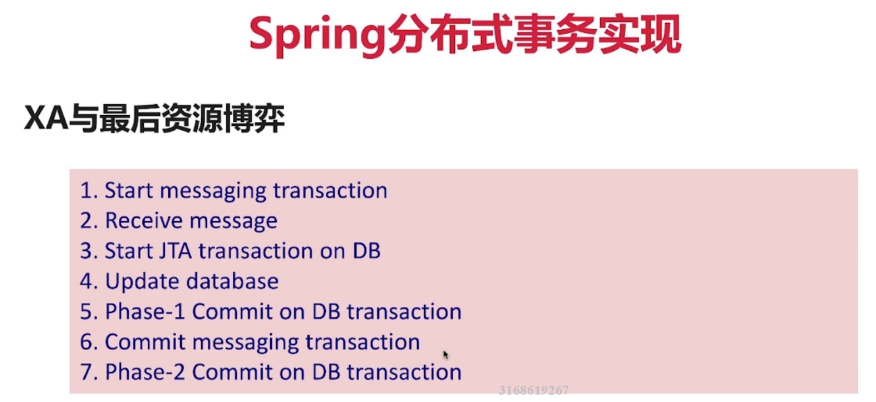 Spring分布式事务实现
XA与最后资源博弈
1. Start messaging transaction
2. Receive message
3. Start JTA transaction on DB
4. Update database
5. Phase-1 Commit on DB transaction
6. Commit messaging transaction
7. Phase-2 Commit on DB transaction
3168619267